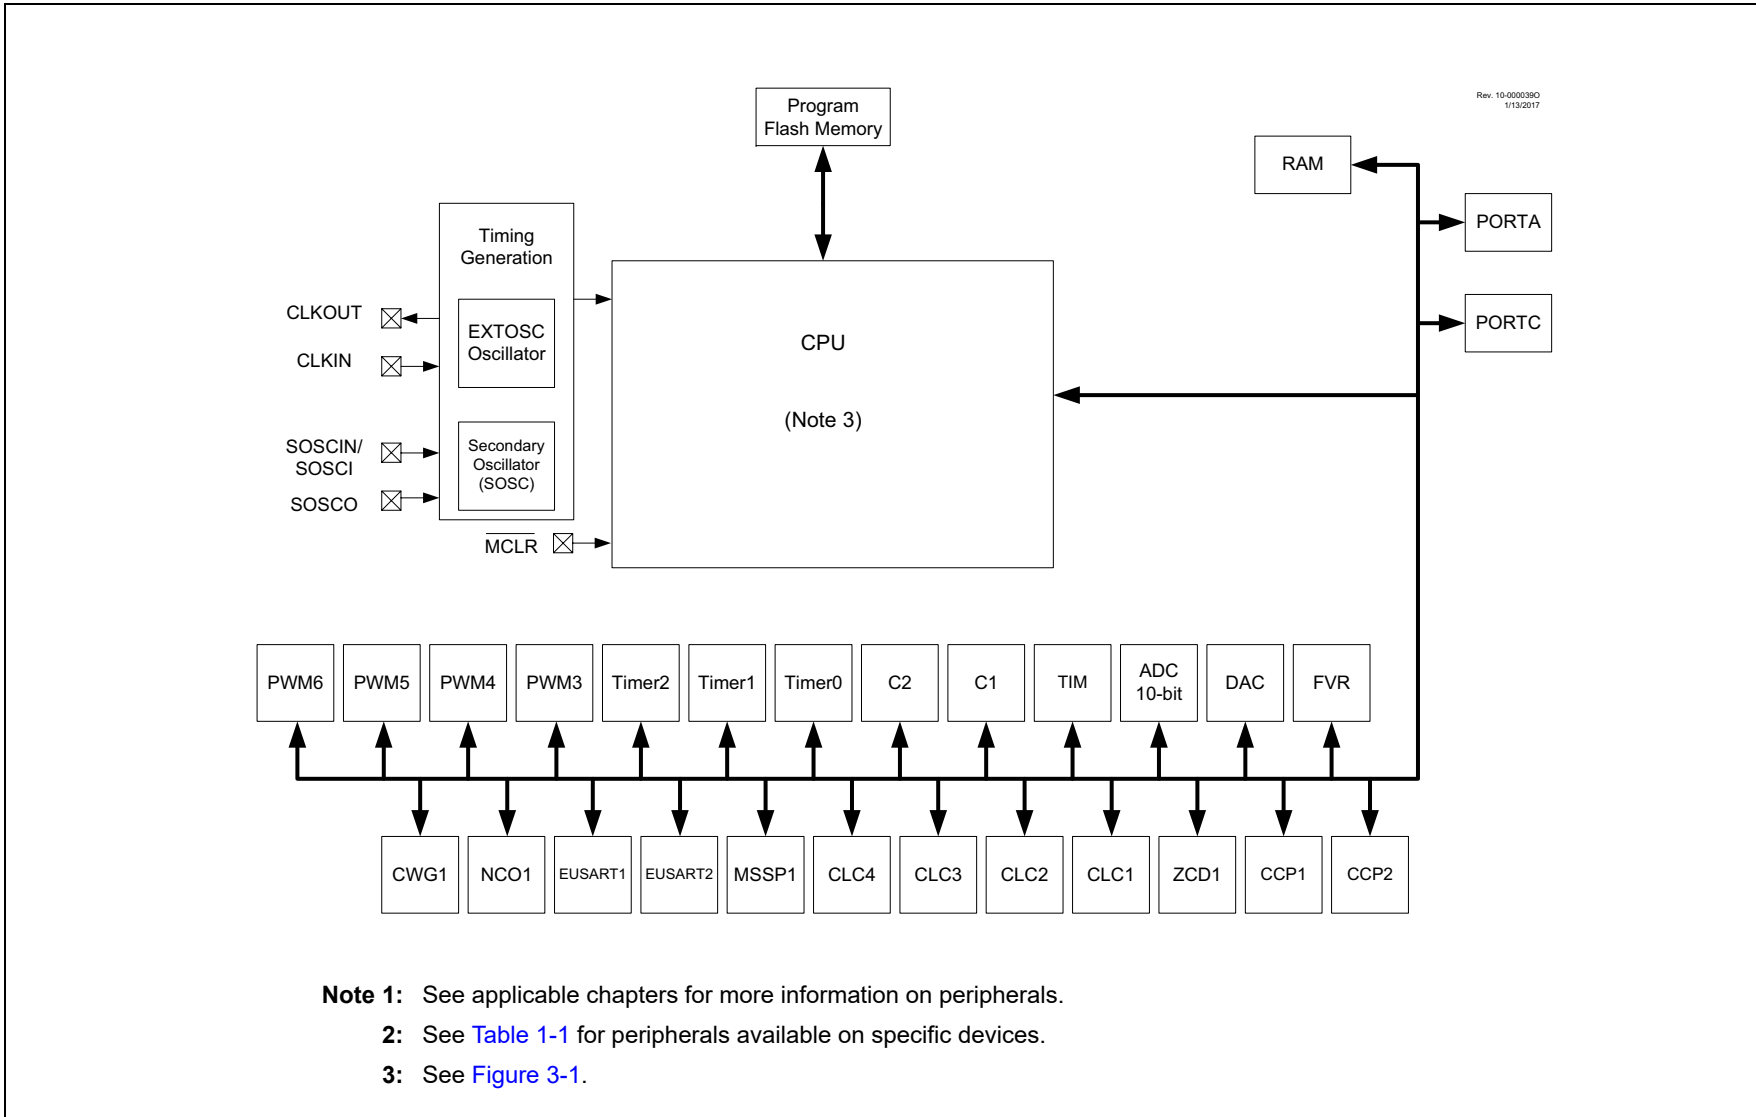 Program
Flash Memory
Rev. 10-000039O
1/13/2017
RAM
PORTA
PORTC
Timing
Generation
EXTOSC
Oscillator
Secondary
Oscillator
(SOSC)
CLKOUT
CLKIN
SOSCIN/
SOSCI
SOSCO
MCLR
CPU
(Note 3)
PWM6
PWM5
PWM4
PWM3
Timer2
Timer1
Timer0
C2
C1
TIM
ADC
10-bit
DAC
FVR
CWG1
NCO1
EUSART1
EUSART2
MSSP1
CLC4
CLC3
CLC2
CLC1
ZCD1
CCP1
CCP2
Note 1: See applicable chapters for more information on peripherals.
2: See Table 1-1 for peripherals available on specific devices.
3: See Figure 3-1.